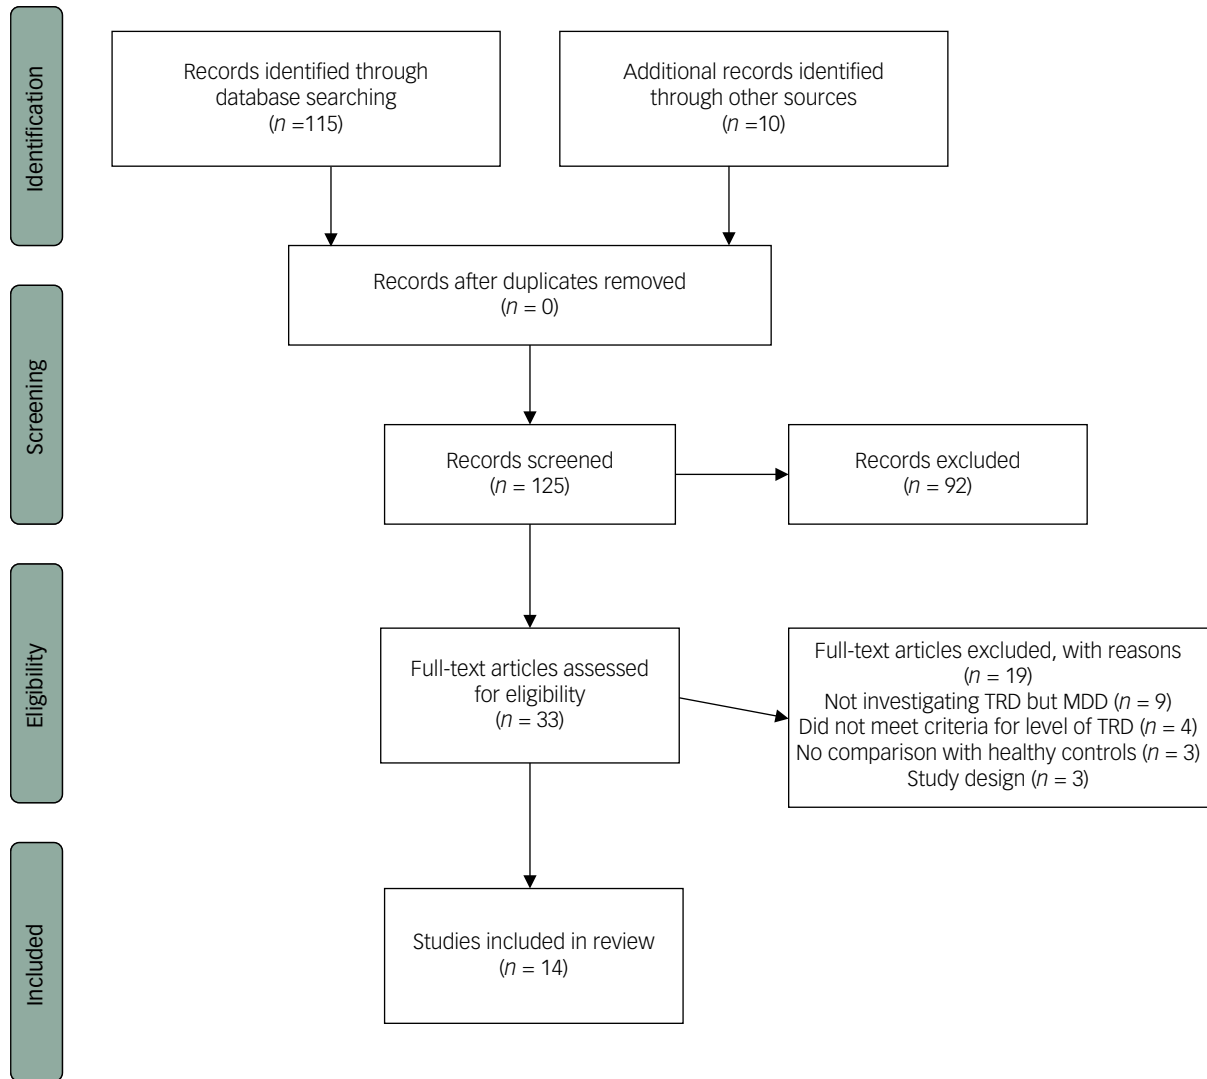 Identification
Records identified through
database searching
(n =115)
Additional records identified
through other sources
(n =10)
Records after duplicates removed
(n = 0)
Screening
Records screened
(n = 125)
Records excluded
(n = 92)
Eligibility
Full-text articles assessed
for eligibility
(n = 33)
Full-text articles excluded, with reasons
(n = 19)
Not investigating TRD but MDD (n = 9)
Did not meet criteria for level of TRD (n = 4)
No comparison with healthy controls (n = 3)
Study design (n = 3)
Included
Studies included in review
(n = 14)